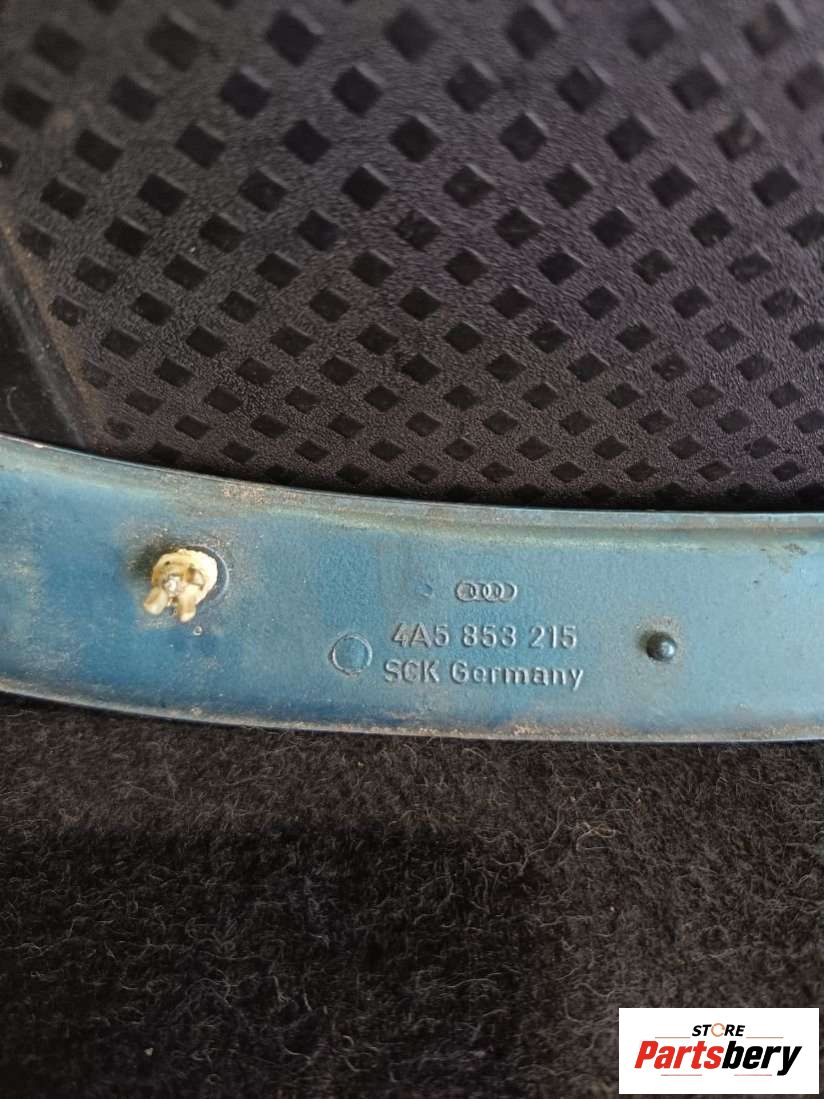 4A5 853 215
SCK Germany
STORE
Partsbery